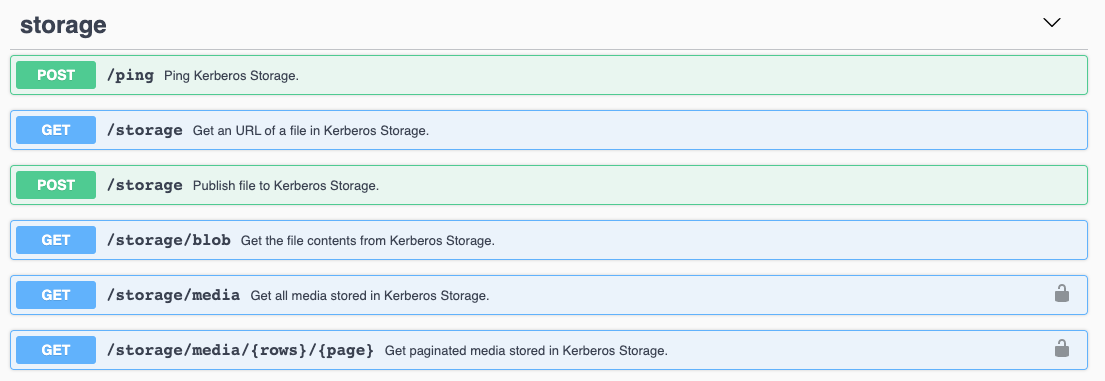 storage
POST /ping Ping Kerberos Storage.
GET /storage Get an URL of a file in Kerberos Storage.
POST /storage Publish file to Kerberos Storage.
GET /storage/blob Get the file contents from Kerberos Storage.
GET /storage/media Get all media stored in Kerberos Storage.
GET /storage/media/{rows}/{page} Get paginated media stored in Kerberos Storage.